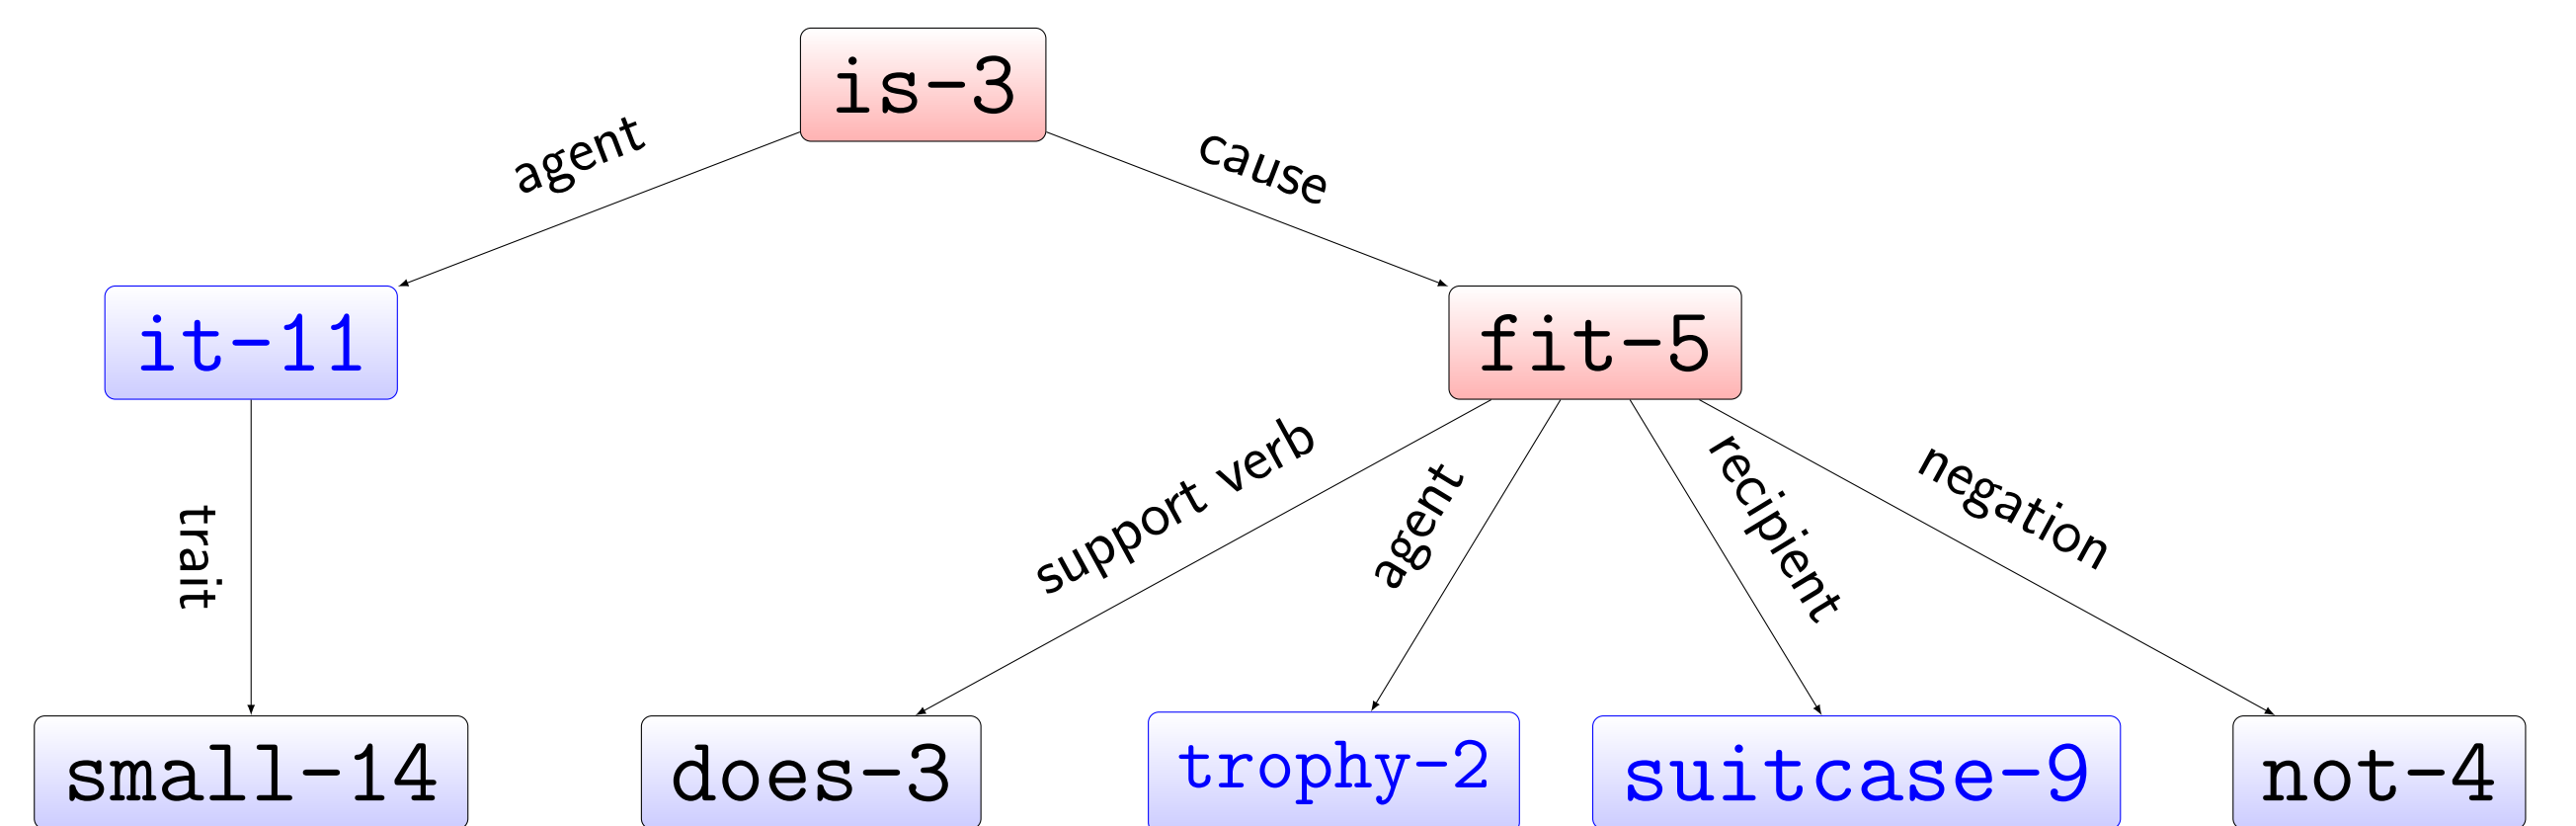 is-3
agent
cause
it-11
fit-5
trait
support verb
agent
recipient
negation
small-14
does-3
trophy-2
suitcase-9
not-4